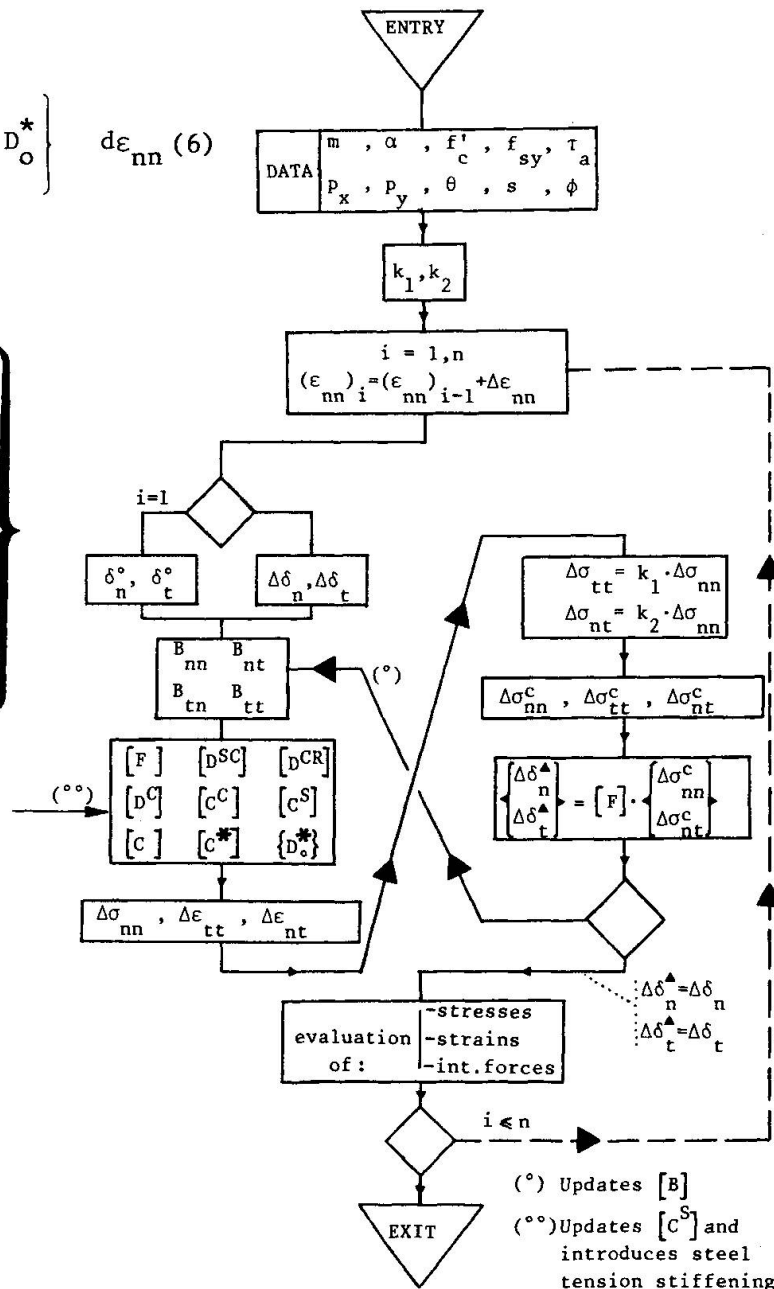 ENTRY
D*o } dεnn (6)
DATA
m , α , f'c , fsy , τa
px , py , θ , s , ϕ
k1,k2
i = 1,n
(εnn)i=(εnn)i-1+Δεnn
i=1
δ°n, δ°t
Δδn,Δδt
Bnn Bnt
Btn Btt
(°)
[F] [DSC] [DCR]
(°°)
[DC] [CC] [CS]
[C] [C*] {D*o}
Δσnn , Δεtt , Δεnt
Δσtt = k1·Δσnn
Δσnt = k2·Δσnn
Δσcnn , Δσctt , Δσcnt
{Δδ▲n Δδ▲t} = [F]·{Δσcnn Δσcnt}
Δδ▲n=Δδn
Δδ▲t=Δδt
evaluation of:
-stresses
-strains
-int.forces
i ⩽ n
EXIT
(°) Updates [B]
(°°)Updates [CS] and
introduces steel
tension stiffening